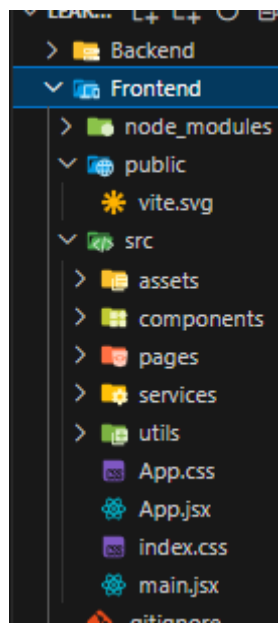 Backend
Frontend
node_modules
public
vite.svg
src
assets
components
pages
services
utils
App.css
App.jsx
index.css
main.jsx
.gitignore